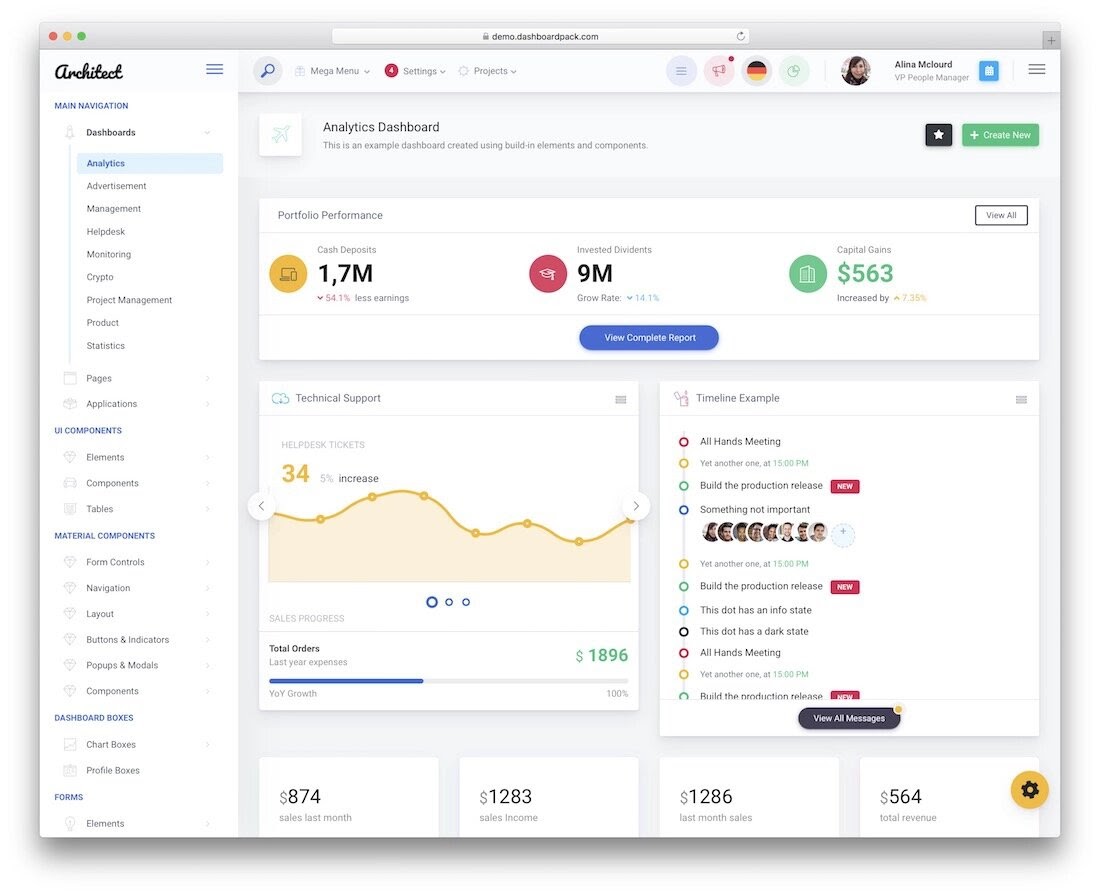 demo.dashboardpack.com
Architect
Mega Menu
4
Settings
Projects
Alina Mclourd
VP People Manager
MAIN NAVIGATION
Dashboards
Analytics
Advertisement
Management
Helpdesk
Monitoring
Crypto
Project Management
Product
Statistics
Pages
Applications
UI COMPONENTS
Elements
Components
Tables
MATERIAL COMPONENTS
Form Controls
Navigation
Layout
Buttons & Indicators
Popups & Modals
Components
DASHBOARD BOXES
Chart Boxes
Profile Boxes
FORMS
Elements
Analytics Dashboard
This is an example dashboard created using build-in elements and components.
+ Create New
Portfolio Performance
View All
Cash Deposits
1,7M
54.1% less earnings
Invested Dividents
9M
Grow Rate: 14.1%
Capital Gains
$563
Increased by 7.35%
View Complete Report
Technical Support
HELPDESK TICKETS
34 5% increase
SALES PROGRESS
Total Orders
Last year expenses
$ 1896
YoY Growth
100%
Timeline Example
All Hands Meeting
Yet another one, at 15:00 PM
Build the production release NEW
Something not important
+
Yet another one, at 15:00 PM
Build the production release NEW
This dot has an info state
This dot has a dark state
All Hands Meeting
Yet another one, at 15:00 PM
Build the production release NEW
View All Messages
$874
sales last month
$1283
sales Income
$1286
last month sales
$564
total revenue